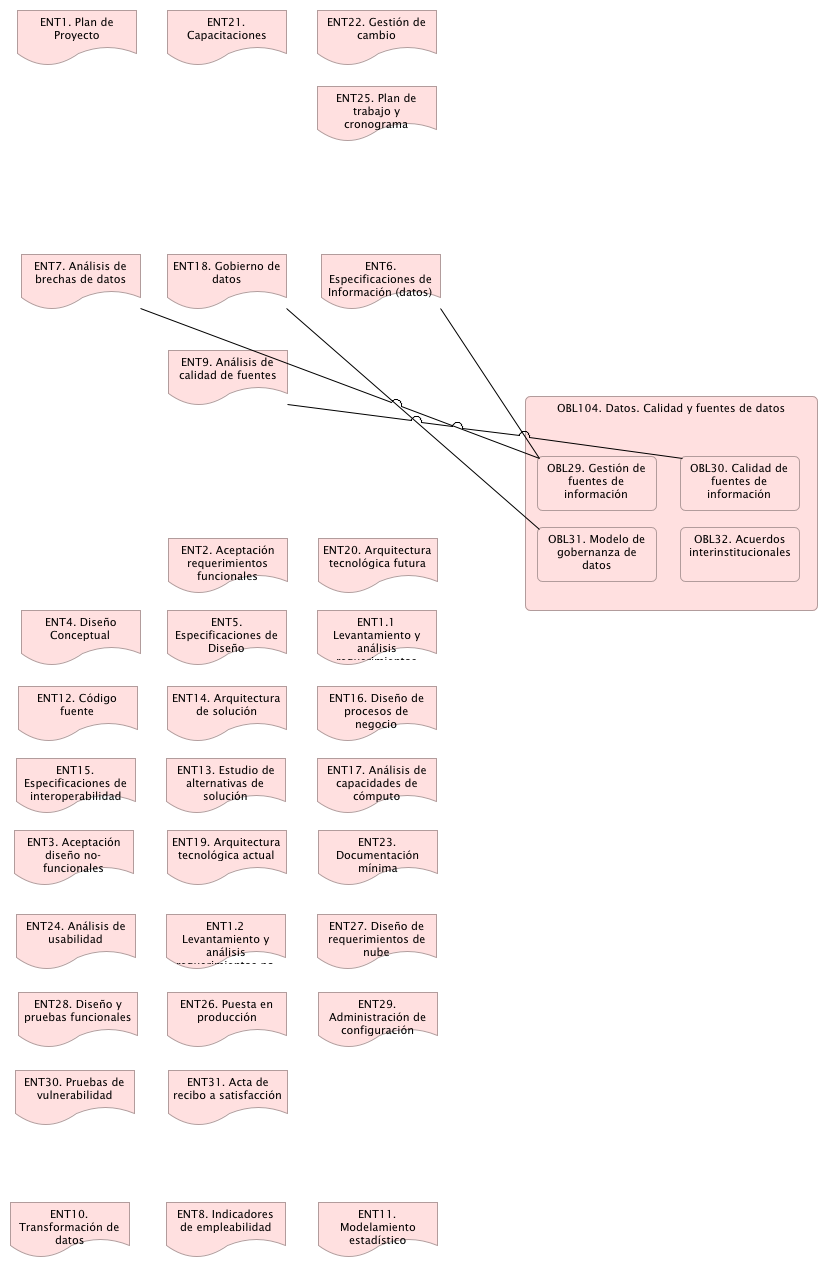 ENT1. Plan de
Proyecto
ENT21.
Capacitaciones
ENT22. Gestión de
cambio
ENT25. Plan de
trabajo y
cronograma
ENT7. Análisis de
brechas de datos
ENT18. Gobierno de
datos
ENT6.
Especificaciones de
Información (datos)
ENT9. Análisis de
calidad de fuentes
OBL104. Datos. Calidad y fuentes de datos
OBL29. Gestión de
fuentes de
información
OBL30. Calidad de
fuentes de
información
OBL31. Modelo de
gobernanza de
datos
OBL32. Acuerdos
interinstitucionales
ENT2. Aceptación
requerimientos
funcionales
ENT20. Arquitectura
tecnológica futura
ENT4. Diseño
Conceptual
ENT5.
Especificaciones de
Diseño
ENT1.1
Levantamiento y
análisis
ENT12. Código
fuente
ENT14. Arquitectura
de solución
ENT16. Diseño de
procesos de
negocio
ENT15.
Especificaciones de
interoperabilidad
ENT13. Estudio de
alternativas de
solución
ENT17. Análisis de
capacidades de
cómputo
ENT3. Aceptación
diseño no-
funcionales
ENT19. Arquitectura
tecnológica actual
ENT23.
Documentación
mínima
ENT24. Análisis de
usabilidad
ENT1.2
Levantamiento y
análisis
ENT27. Diseño de
requerimientos de
nube
ENT28. Diseño y
pruebas funcionales
ENT26. Puesta en
producción
ENT29.
Administración de
configuración
ENT30. Pruebas de
vulnerabilidad
ENT31. Acta de
recibo a satisfacción
ENT10.
Transformación de
datos
ENT8. Indicadores
de empleabilidad
ENT11.
Modelamiento
estadístico